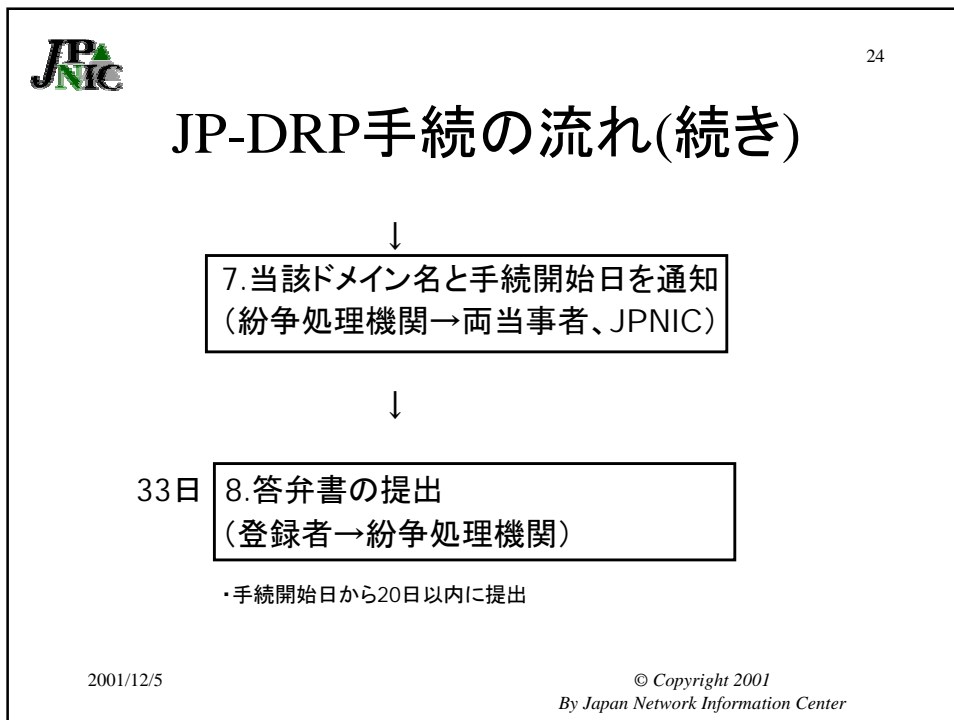 JPNIC
24
JP-DRP手続の流れ(続き)
↓
7.当該ドメイン名と手続開始日を通知
(紛争処理機関→両当事者、JPNIC)
↓
33日
8.答弁書の提出
(登録者→紛争処理機関)
・手続開始日から20日以内に提出
2001/12/5
© Copyright 2001
By Japan Network Information Center